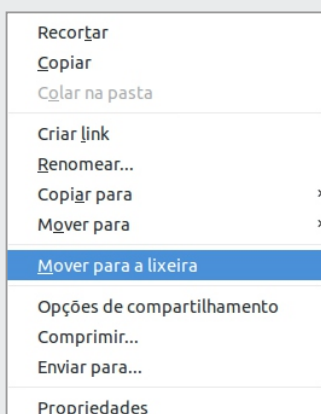 Recortar
Copiar
Colar na pasta
Criar link
Renomear...
Copiar para
Mover para
Mover para a lixeira
Opções de compartilhamento
Comprimir...
Enviar para...
Propriedades